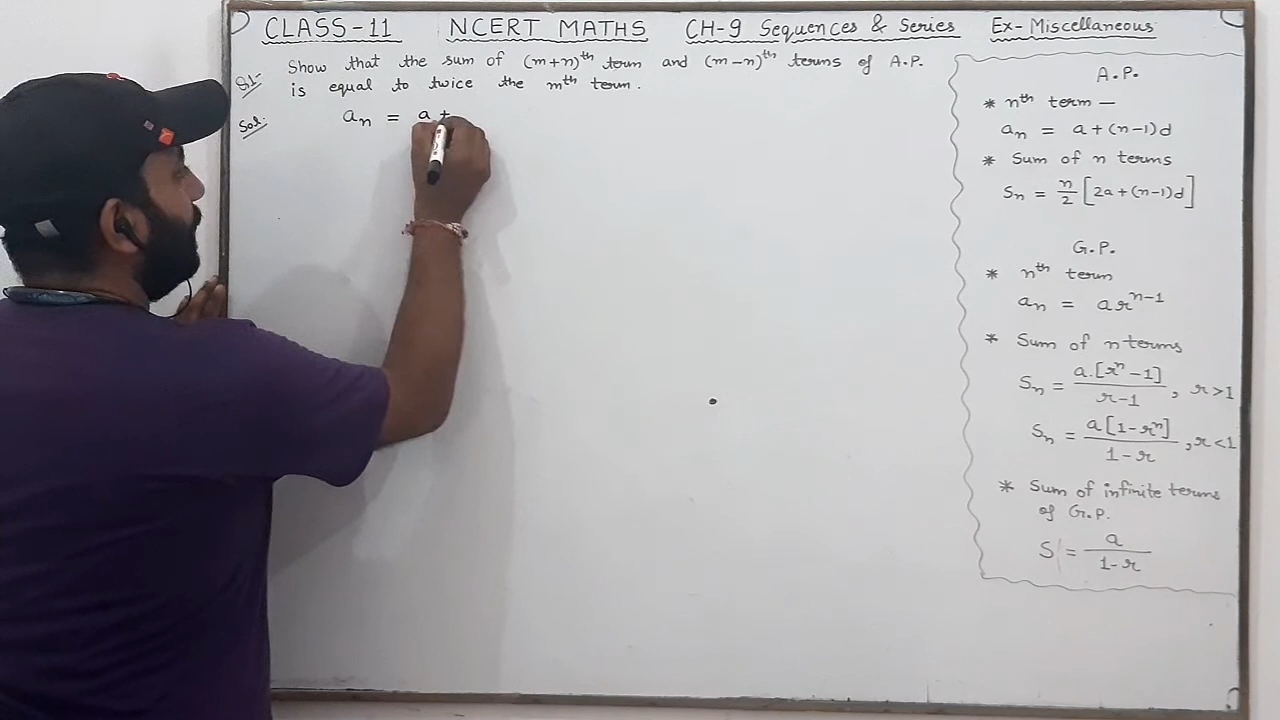 CLASS-11 NCERT MATHS CH-9 Sequences & Series Ex- Miscellaneous
Q1. Show that the sum of (m+n)ᵗʰ term and (m-n)ᵗʰ terms of A.P.
is equal to twice the mᵗʰ term.
Sol: aₙ = a +
A.P.
* nᵗʰ term —
aₙ = a + (n-1)d
* Sum of n terms
Sₙ = n/2 [2a + (n-1)d]
G.P.
* nᵗʰ term
aₙ = arⁿ⁻¹
* Sum of n terms
Sₙ = a.[rⁿ - 1]/r-1 , r>1
Sₙ = a[1-rⁿ]/1-r , r<1
* Sum of infinite terms
of G.P.
S = a/1-r